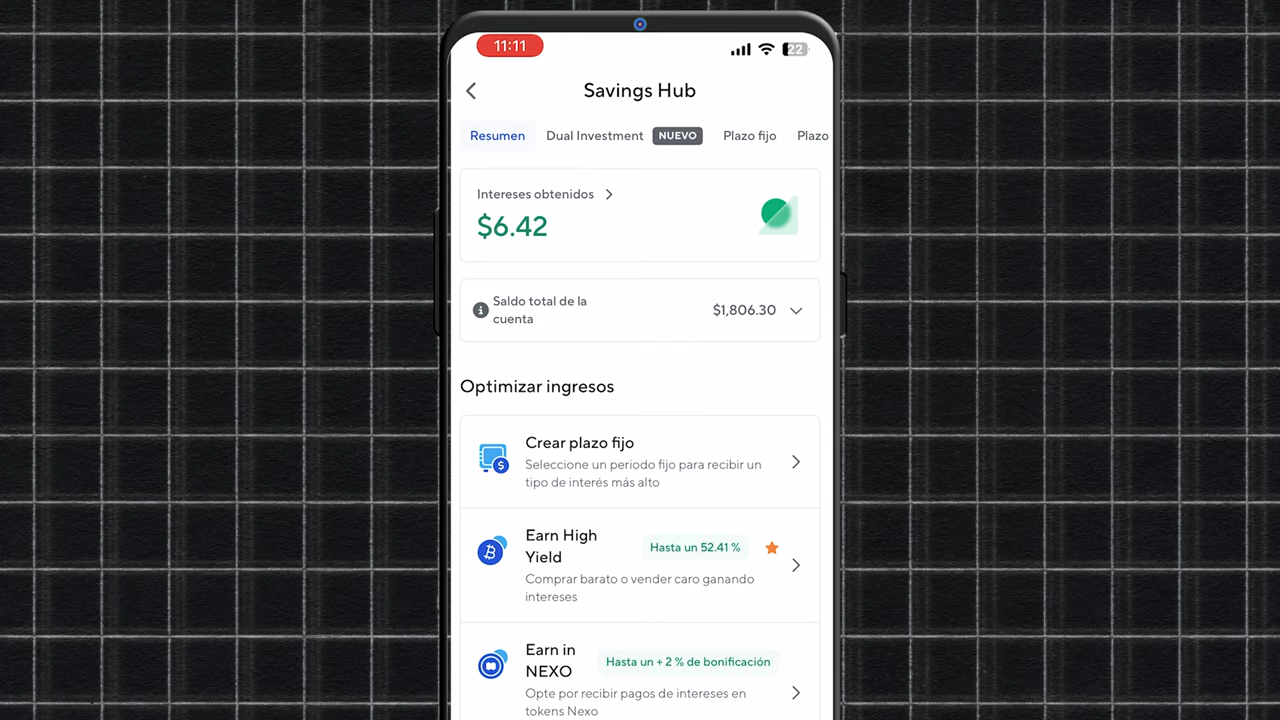 11:11
22
Savings Hub
Resumen Dual Investment NUEVO Plazo fijo Plazo
Intereses obtenidos
$6.42
Saldo total de la
cuenta
$1,806.30
Optimizar ingresos
Crear plazo fijo
Seleccione un periodo fijo para recibir un
tipo de interés más alto
Earn High
Yield
Hasta un 52.41 %
Comprar barato o vender caro ganando
intereses
Earn in
NEXO
Hasta un + 2 % de bonificación
Opte por recibir pagos de intereses en
tokens Nexo